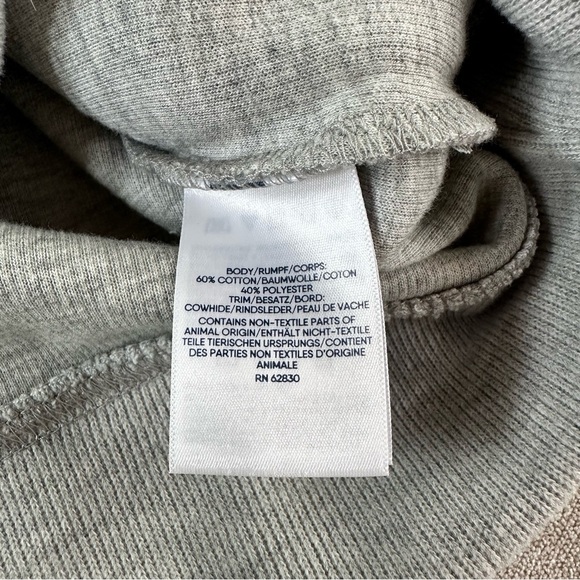 BODY/RUMPF/CORPS:
60% COTTON/BAUMWOLLE/COTON
40% POLYESTER
TRIM/BESATZ/BORD:
COWHIDE/RINDSLEDER/PEAU DE VACHE
CONTAINS NON-TEXTILE PARTS OF
ANIMAL ORIGIN/ENTHÄLT NICHT-TEXTILE
TEILE TIERISCHEN URSPRUNGS/CONTIENT
DES PARTIES NON TEXTILES D'ORIGINE
ANIMALE
RN 62830